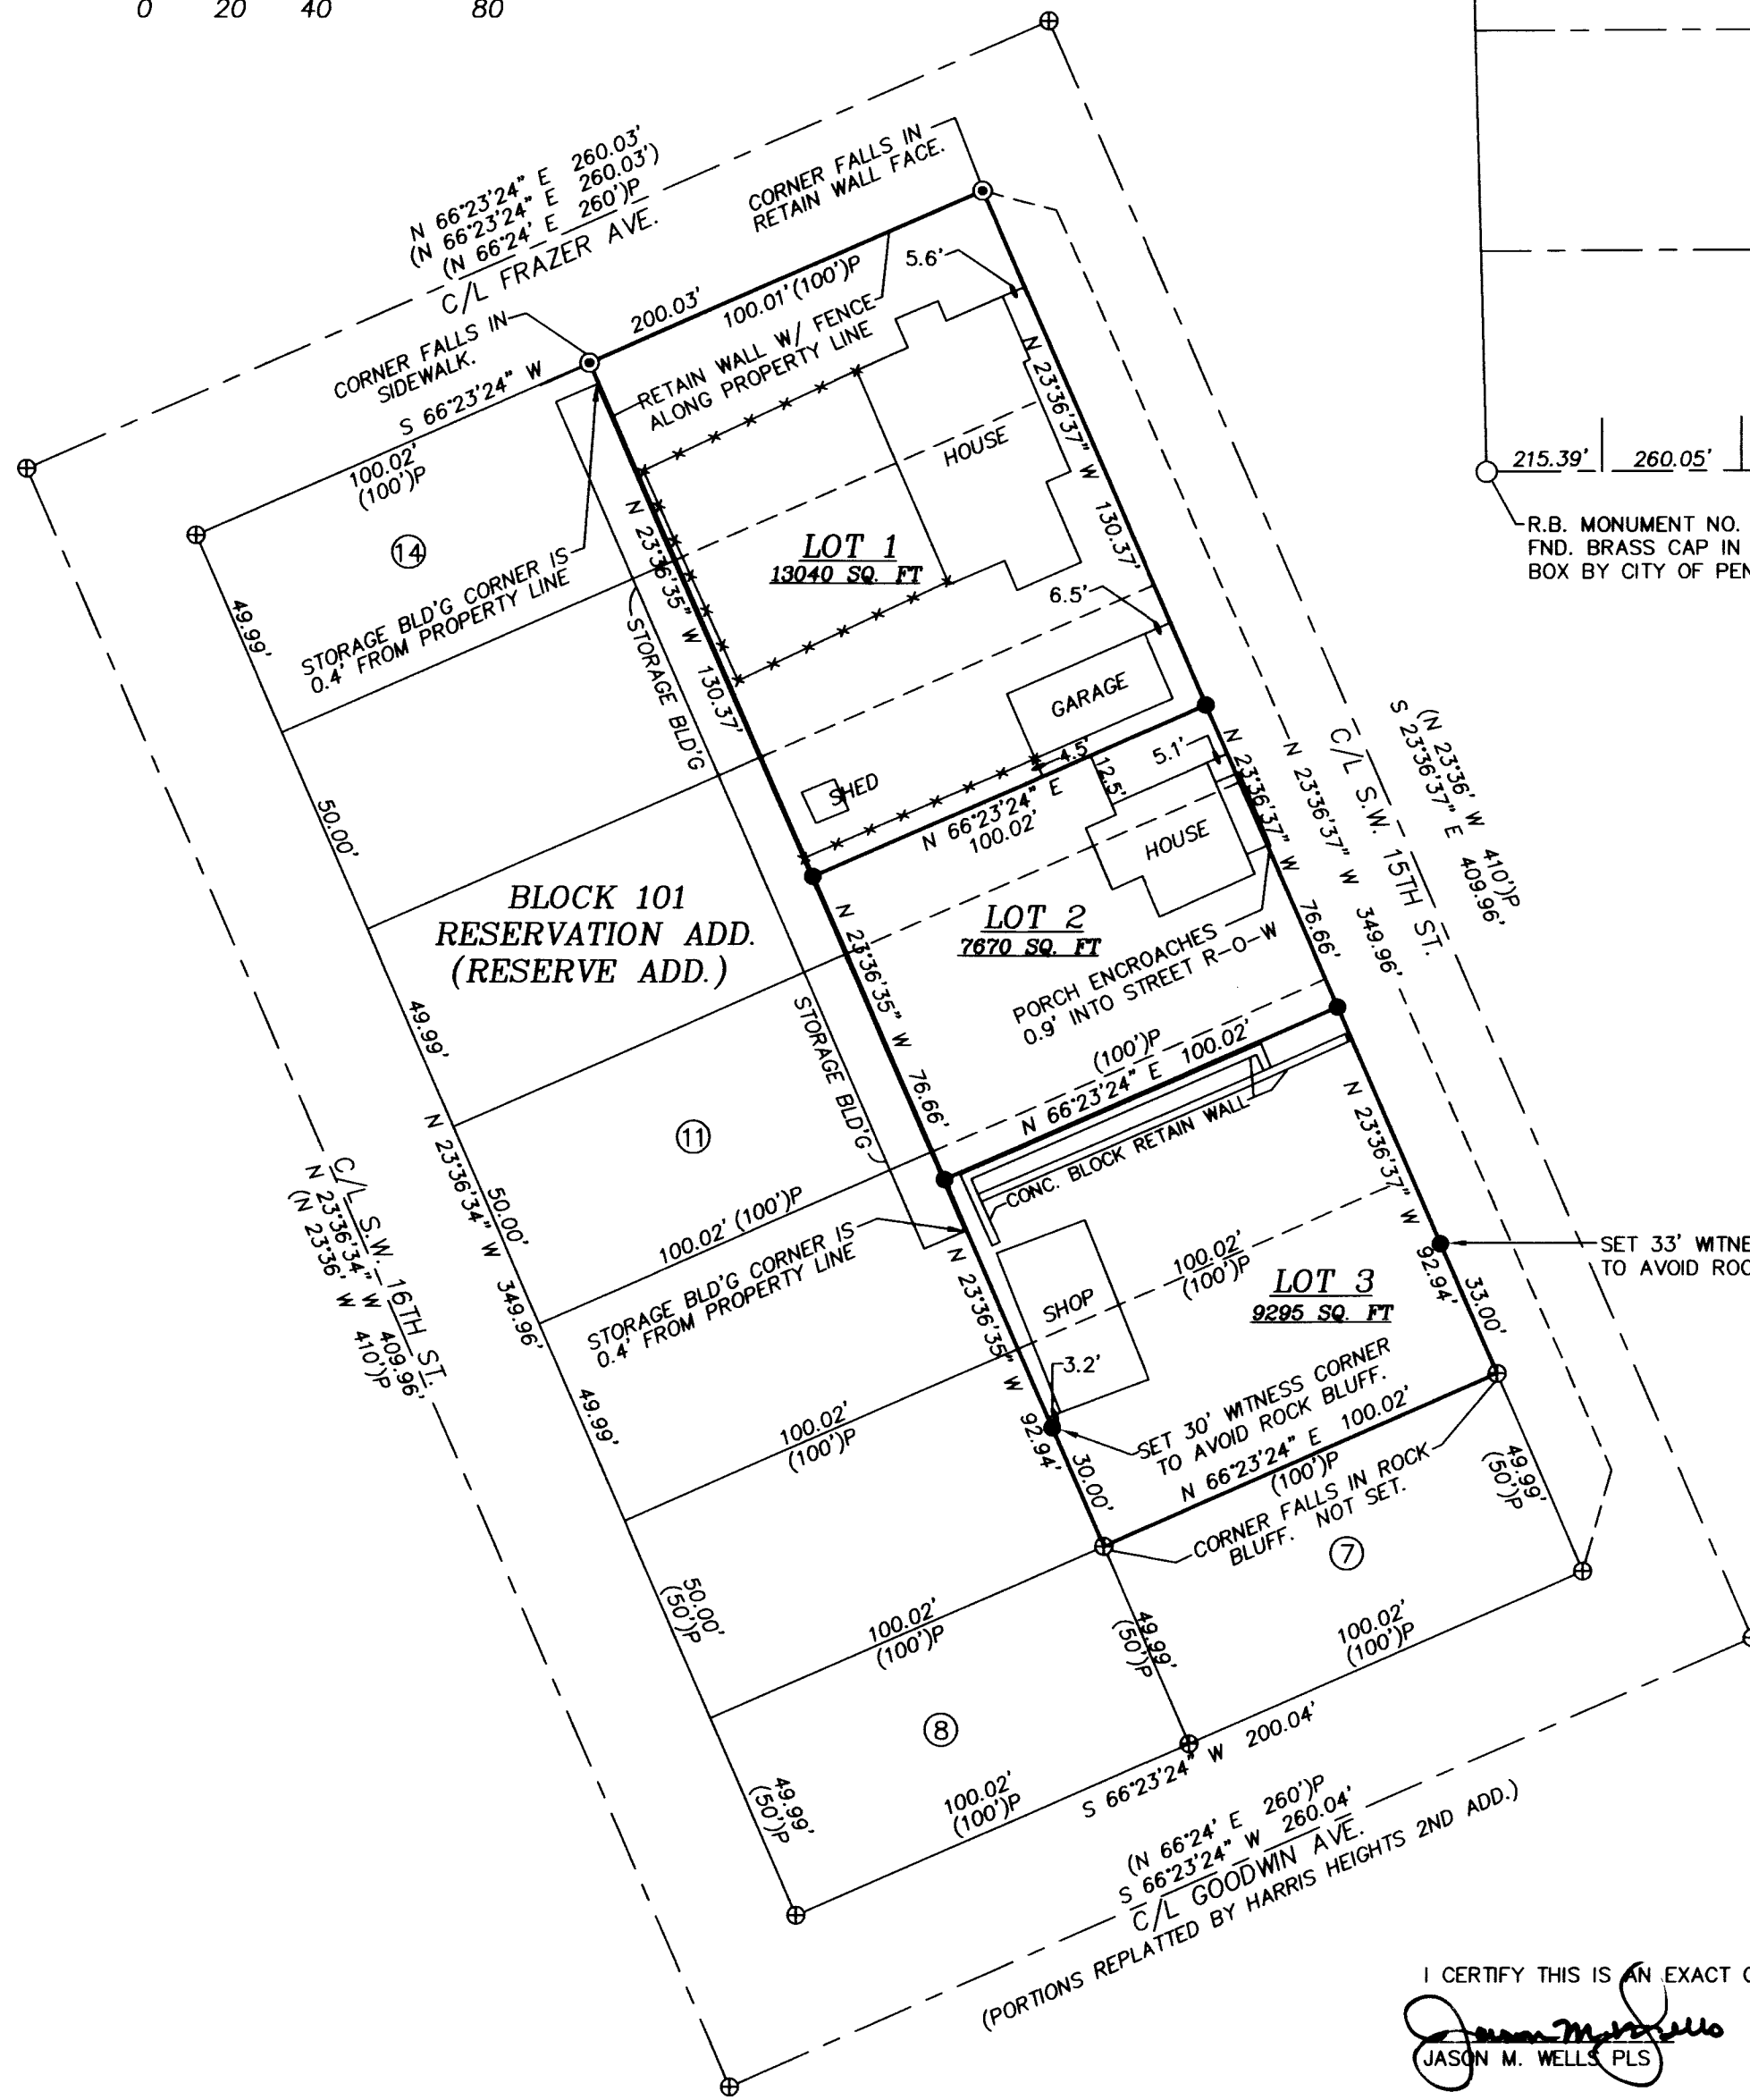 0 20 40 80
N 66°23'24" E 260.03'
(N 66°23'24" E 260.03')
(N 66°24' E 260')P
C/L FRAZER AVE.
CORNER FALLS IN
RETAIN WALL FACE.
CORNER FALLS IN
SIDEWALK.
200.03'
100.01'(100')P
5.6'
RETAIN WALL W/ FENCE
ALONG PROPERTY LINE
S 66°23'24" W
100.02'
(100')P
14
STORAGE BLD'G CORNER IS
0.4' FROM PROPERTY LINE
49.99'
HOUSE
N 23°36'37" W 130.37'
N 23°36'35" W 130.37'
LOT 1
13040 SQ. FT
6.5'
GARAGE
STORAGE BLD'G
SHED
4.5'
12.5'
5.1'
N 66°23'24" E
100.02'
215.39' 260.05'
R.B. MONUMENT NO.
FND. BRASS CAP IN
BOX BY CITY OF PEN
(N 23°36' W 410')P
S 23°36'37" E 409.96'
C/L S.W. 15TH ST.
N 23°36'37" W 349.96'
N 23°36'37" W 76.66'
50.00'
BLOCK 101
RESERVATION ADD.
(RESERVE ADD.)
HOUSE
LOT 2
7670 SQ. FT
PORCH ENCROACHES
0.9' INTO STREET R-O-W
N 23°36'35" W 76.66'
STORAGE BLD'G
49.99'
(100')P
N 66°23'24" E 100.02'
11
CONC. BLOCK RETAIN WALL
N 23°36'37" W 92.94'
N 23°36'34" W 349.96'
50.00'
C/L S.W. 16TH ST.
N 23°36'34" W 409.96'
(N 23°36' W 410')P
100.02' (100')P
STORAGE BLD'G CORNER IS
0.4' FROM PROPERTY LINE
100.02'
(100')P
SET 33' WITNE
TO AVOID ROC
33.00'
LOT 3
9295 SQ. FT
SHOP
N 23°36'35" W 92.94'
3.2'
SET 30' WITNESS CORNER
TO AVOID ROCK BLUFF.
N 66°23'24" E 100.02'
(100')P
30.00'
49.99'
100.02'
(100')P
CORNER FALLS IN ROCK
BLUFF. NOT SET.
49.99'
(50')P
7
50.00'
(50')P
100.02'
(100')P
49.99'
(50')P
100.02'
(100')P
8
49.99'
(50')P
100.02'
(100')P
S 66°23'24" W 200.04'
(N 66°24' E 260')P
S 66°23'24" W 260.04'
C/L GOODWIN AVE.
(PORTIONS REPLATTED BY HARRIS HEIGHTS 2ND ADD.)
I CERTIFY THIS IS AN EXACT
JASON M. WELLS PLS